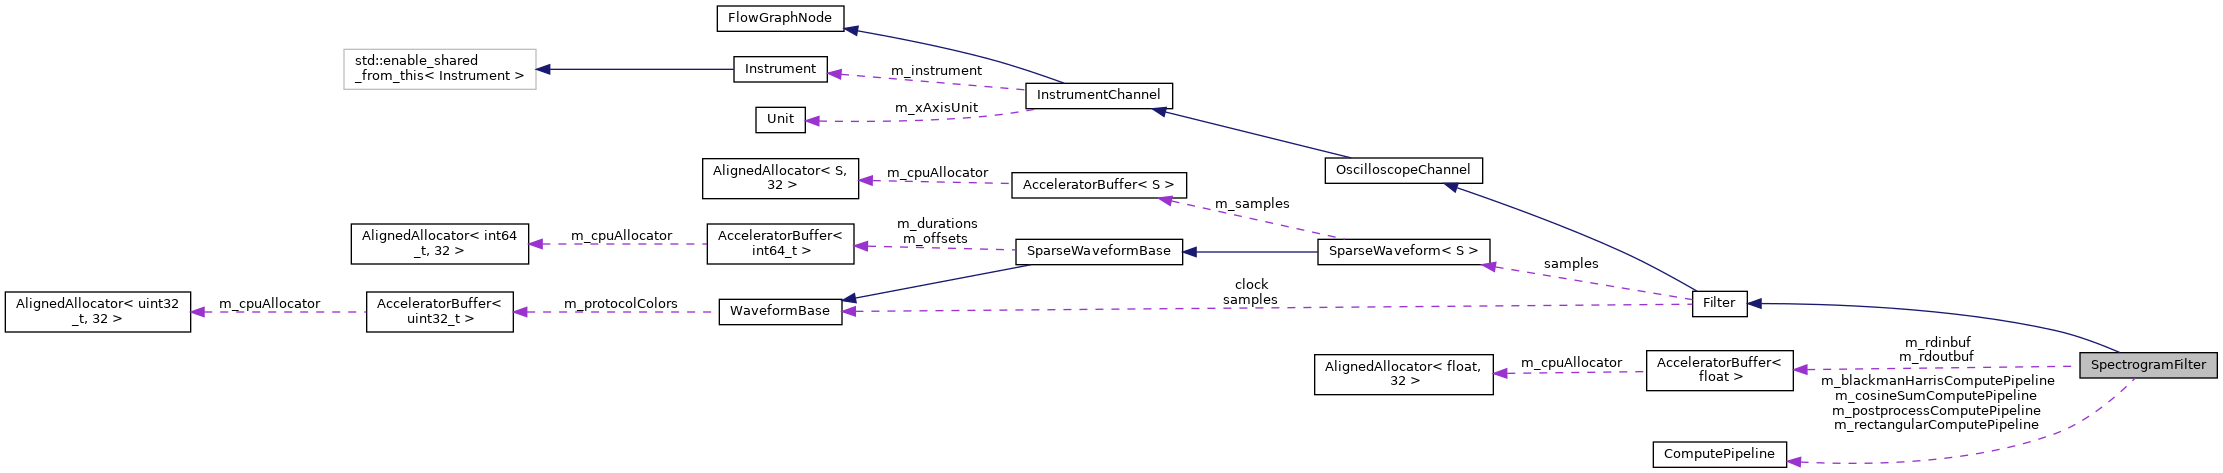 FlowGraphNode
std::enable_shared
_from_this< Instrument >
Instrument
m_instrument
InstrumentChannel
m_xAxisUnit
Unit
OscilloscopeChannel
AlignedAllocator< S,
32 >
m_cpuAllocator
AcceleratorBuffer< S >
m_samples
AlignedAllocator< int64
_t, 32 >
m_cpuAllocator
AcceleratorBuffer<
int64_t >
m_durations
m_offsets
SparseWaveformBase
SparseWaveform< S >
samples
AlignedAllocator< uint32
_t, 32 >
m_cpuAllocator
AcceleratorBuffer<
uint32_t >
m_protocolColors
WaveformBase
clock
samples
Filter
AlignedAllocator< float,
32 >
m_cpuAllocator
AcceleratorBuffer<
float >
m_rdinbuf
m_rdoutbuf
SpectrogramFilter
m_blackmanHarrisComputePipeline
m_cosineSumComputePipeline
m_postprocessComputePipeline
m_rectangularComputePipeline
ComputePipeline